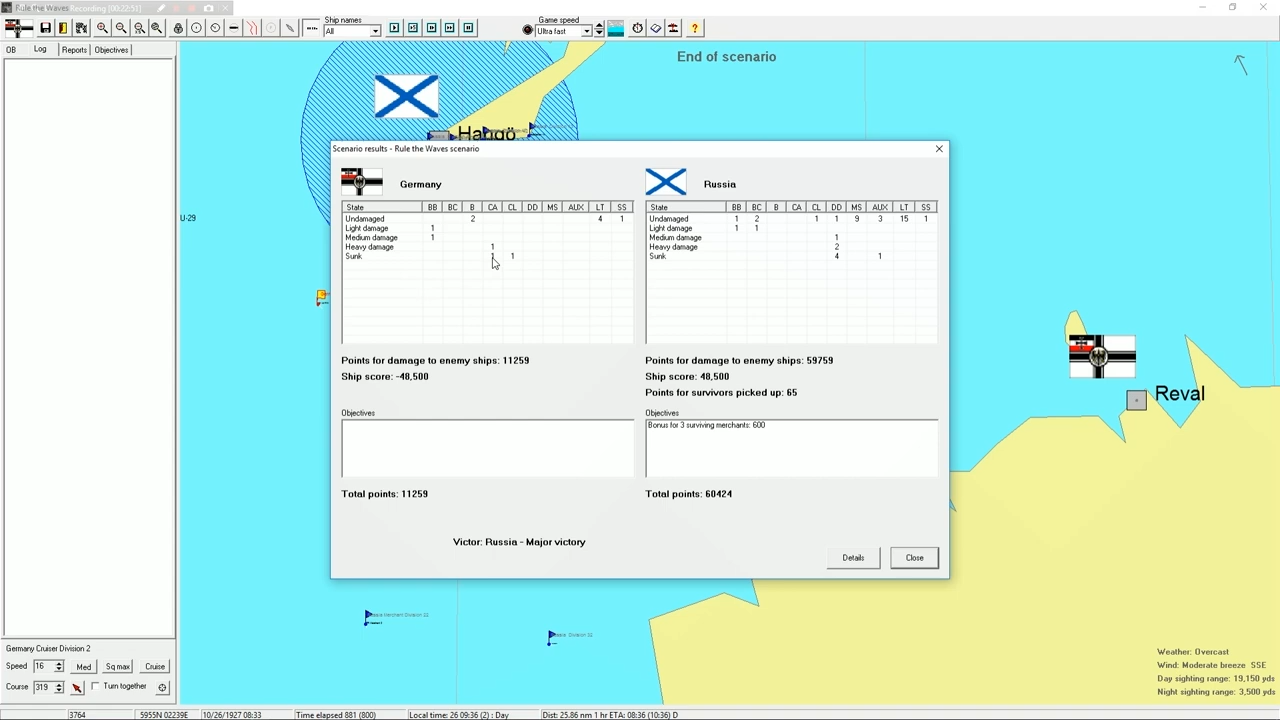 Rule the Waves
Recording [00:22:51]
Ship names
All
Game speed
Ultra fast
OB Log Reports Objectives
End of scenario
Hangö
U-29
Scenario results - Rule the Waves scenario
Germany
State BB BC B CA CL DD MS AUX LT SS
Undamaged 2 4 1
Light damage 1
Medium damage 1
Heavy damage 1
Sunk 1 1
Points for damage to enemy ships: 11259
Ship score: -48,500
Objectives
Total points: 11259
Russia
State BB BC B CA CL DD MS AUX LT SS
Undamaged 1 2 1 1 9 3 15 1
Light damage 1 1
Medium damage 1
Heavy damage 2
Sunk 4 1
Points for damage to enemy ships: 59759
Ship score: 48,500
Points for survivors picked up: 65
Objectives
Bonus for 3 surviving merchants: 600
Total points: 60424
Victor: Russia - Major victory
Details
Close
Reval
Germany Cruiser Division 2
Speed 16 Med Sq max Cruise
Course 319 Turn together
Weather: Overcast
Wind: Moderate breeze SSE
Day sighting range: 19,150 yds
Night sighting range: 3,500 yds
3764 5955N 02239E 10/26/1927 08:33 Time elapsed 881 (800) Local time: 26 09:36 (2) : Day Dist: 25.86 nm 1 hr ETA: 08:36 (10:36) D